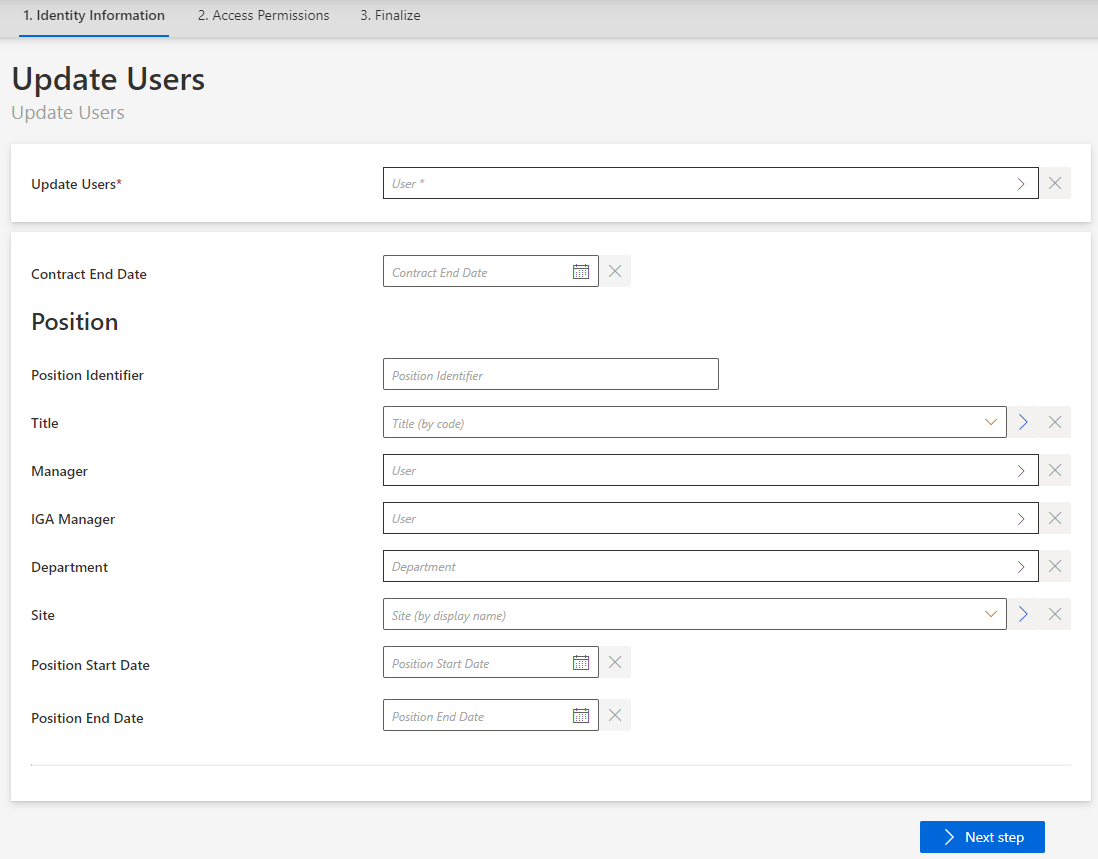 1. Identity Information 2. Access Permissions 3. Finalize
Update Users
Update Users
Update Users* User *
Contract End Date Contract End Date
Position
Position Identifier Position Identifier
Title Title (by code)
Manager User
IGA Manager User
Department Department
Site Site (by display name)
Position Start Date Position Start Date
Position End Date Position End Date
Next step